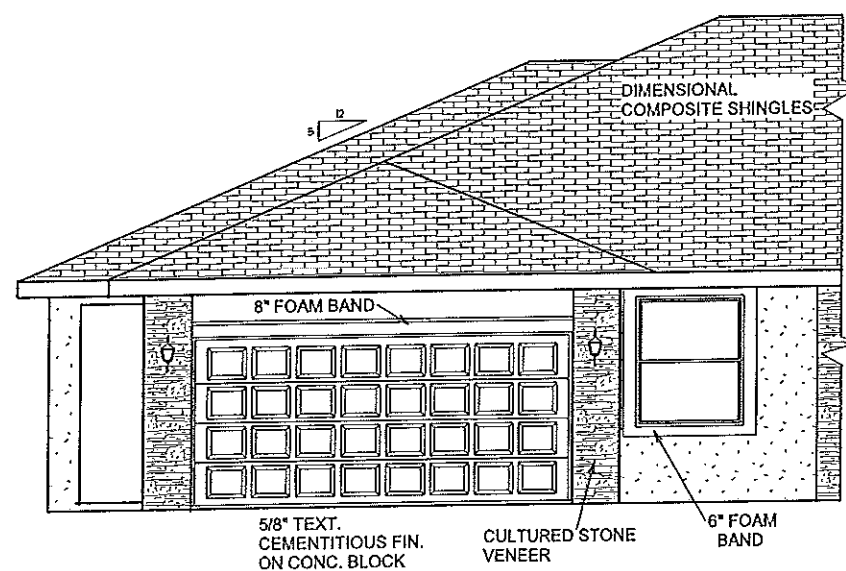 DIMENSIONAL
COMPOSITE SHINGLES
12
5
8" FOAM BAND
5/8" TEXT.
CEMENTITIOUS FIN.
ON CONC. BLOCK
CULTURED STONE
VENEER
6" FOAM
BAND